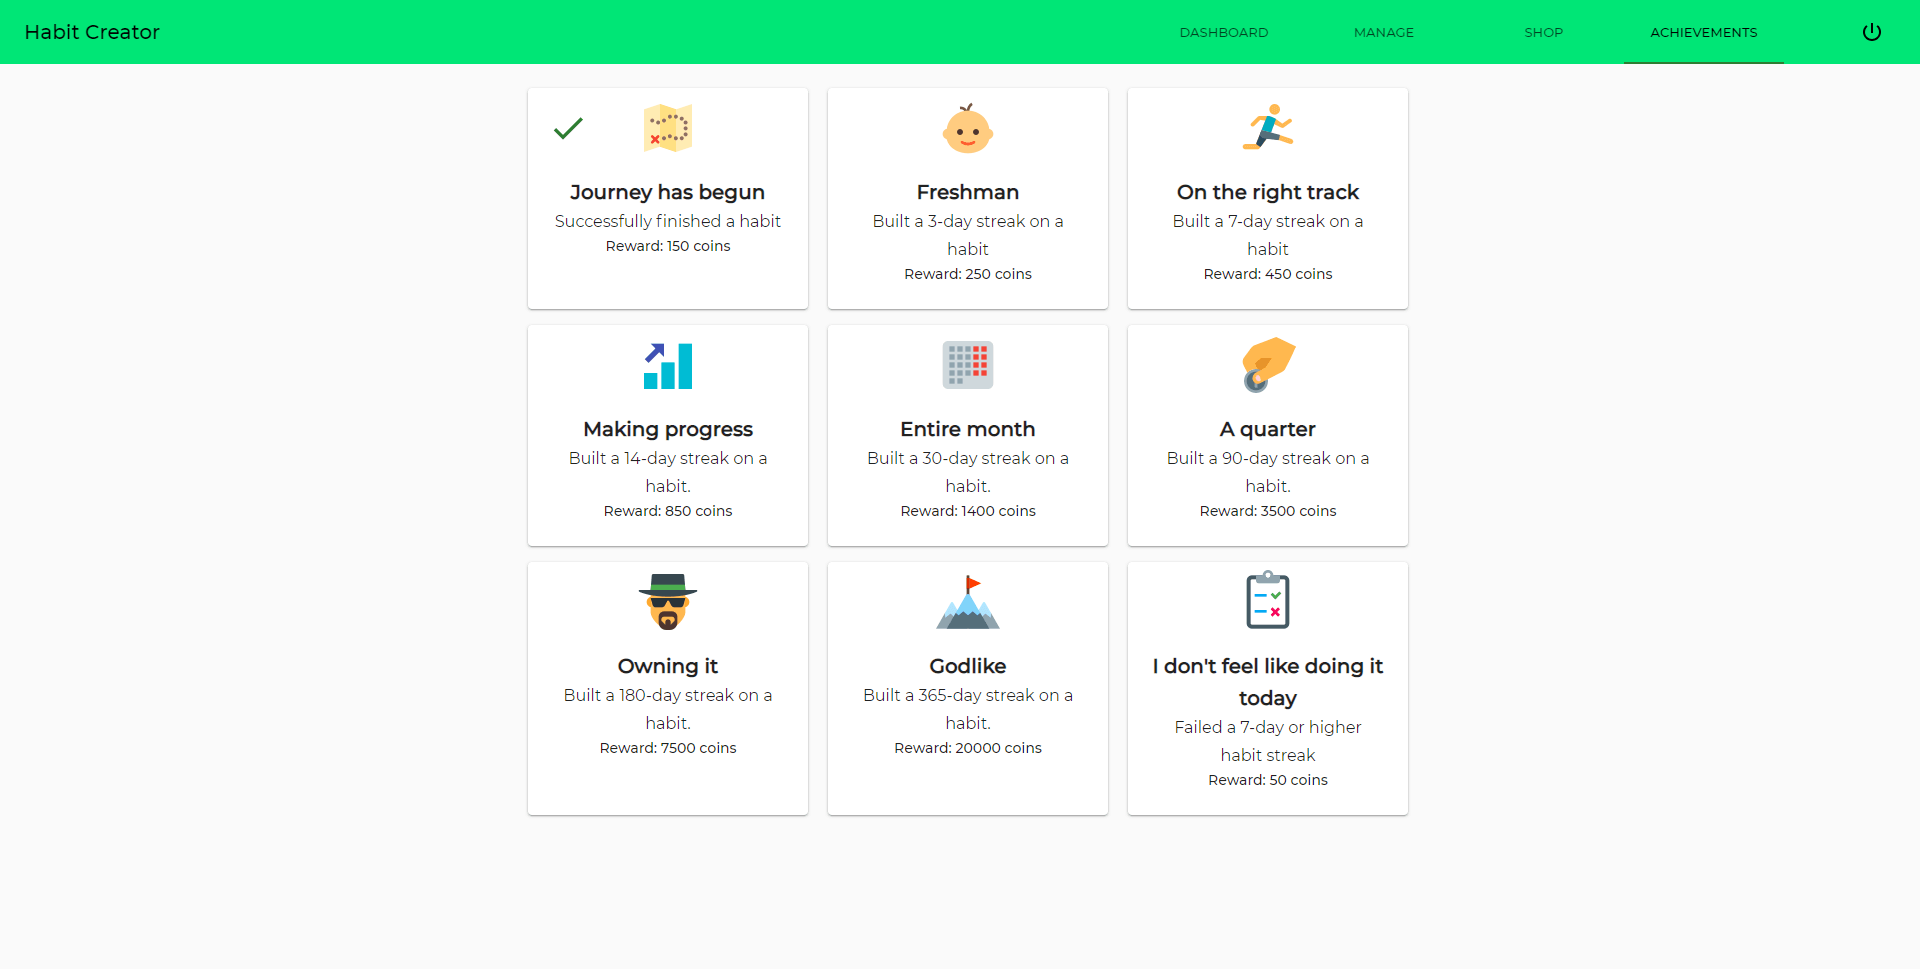 Habit Creator
DASHBOARD
MANAGE
SHOP
ACHIEVEMENTS
Journey has begun
Successfully finished a habit
Reward: 150 coins
Freshman
Built a 3-day streak on a
habit
Reward: 250 coins
On the right track
Built a 7-day streak on a
habit
Reward: 450 coins
Making progress
Built a 14-day streak on a
habit.
Reward: 850 coins
Entire month
Built a 30-day streak on a
habit.
Reward: 1400 coins
A quarter
Built a 90-day streak on a
habit.
Reward: 3500 coins
Owning it
Built a 180-day streak on a
habit.
Reward: 7500 coins
Godlike
Built a 365-day streak on a
habit.
Reward: 20000 coins
I don't feel like doing it
today
Failed a 7-day or higher
habit streak
Reward: 50 coins